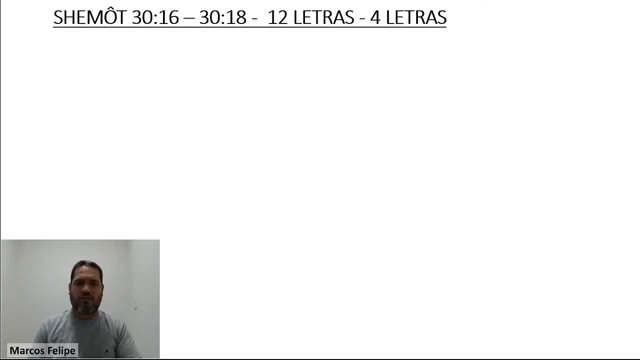 SHEMÔT 30:16 – 30:18 -  12 LETRAS - 4 LETRAS
Marcos Felipe